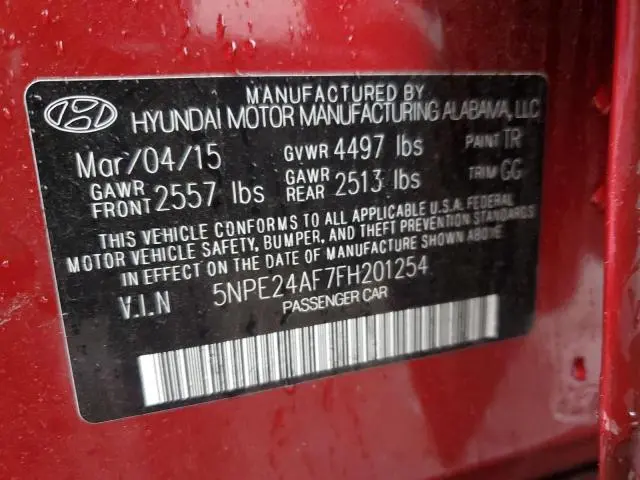 MANUFACTURED BY
HYUNDAI MOTOR MANUFACTURING ALABAMA, LLC
Mar/04/15 GVWR 4497 lbs PAINT TR
GAWR FRONT 2557 lbs GAWR REAR 2513 lbs TRIM GG
THIS VEHICLE CONFORMS TO ALL APPLICABLE U.S.A. FEDERAL
MOTOR VEHICLE SAFETY, BUMPER, AND THEFT PREVENTION STANDARDS
IN EFFECT ON THE DATE OF MANUFACTURE SHOWN ABOVE.
V.I.N 5NPE24AF7FH201254
PASSENGER CAR